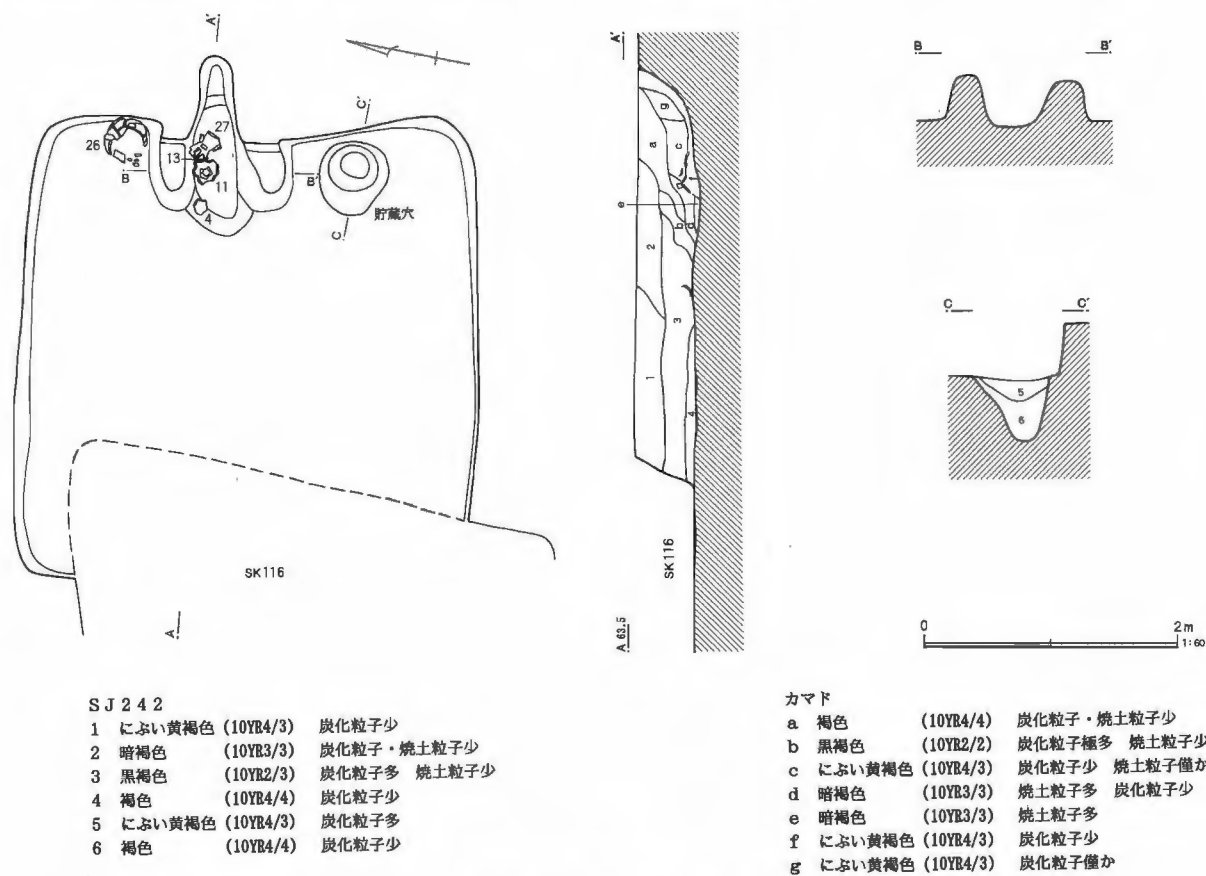 A'
26
27
13
11
4
B
B'
C'
C
貯蔵穴
SK116
A
A'
g
a
c
e
b
d
2
3
1
4
SK116
A 63.5
B
B'
C
C'
5
6
0
2m
1:60
SJ242
1 にぶい黄褐色 (10YR4/3) 炭化粒子少
2 暗褐色 (10YR3/3) 炭化粒子・焼土粒子少
3 黒褐色 (10YR2/3) 炭化粒子多 焼土粒子少
4 褐色 (10YR4/4) 炭化粒子少
5 にぶい黄褐色 (10YR4/3) 炭化粒子多
6 褐色 (10YR4/4) 炭化粒子少
カマド
a 褐色 (10YR4/4) 炭化粒子・焼土粒子少
b 黒褐色 (10YR2/2) 炭化粒子極多 焼土粒子少
c にぶい黄褐色 (10YR4/3) 炭化粒子少 焼土粒子僅か
d 暗褐色 (10YR3/3) 焼土粒子多 炭化粒子少
e 暗褐色 (10YR3/3) 焼土粒子多
f にぶい黄褐色 (10YR4/3) 炭化粒子少
g にぶい黄褐色 (10YR4/3) 炭化粒子僅か